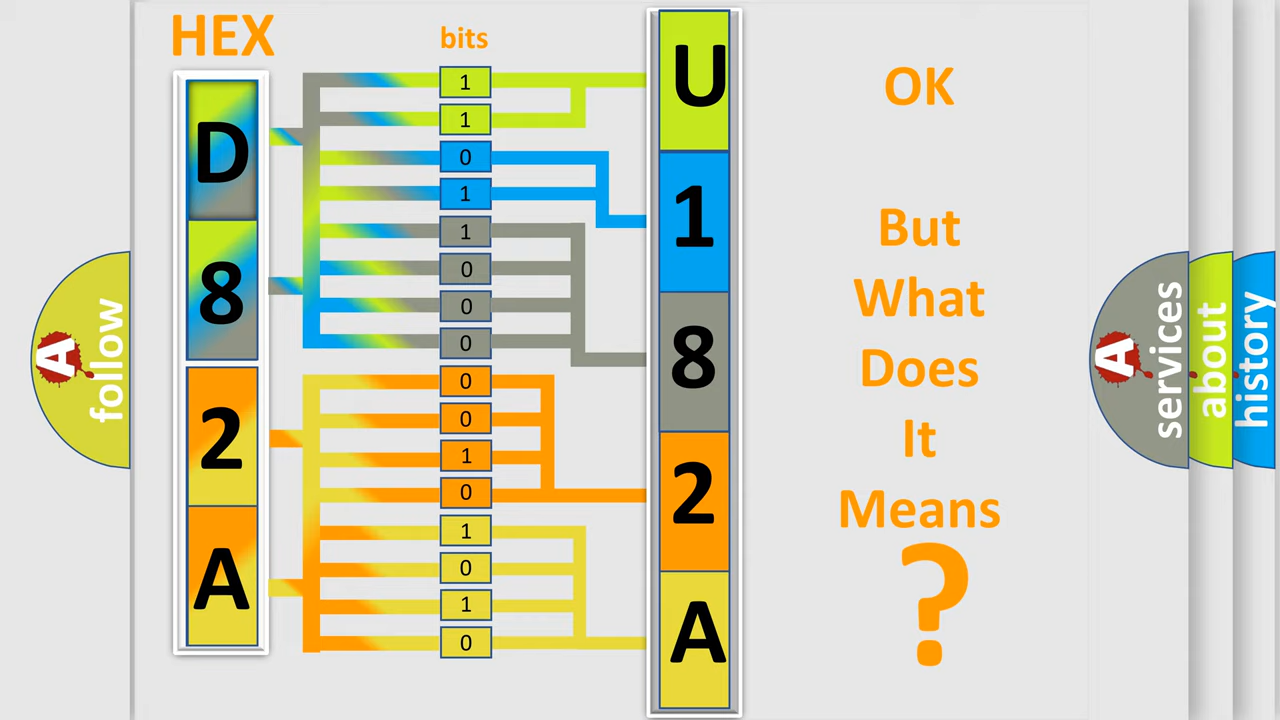 HEX
bits
D
8
2
A
1
1
0
1
1
0
0
0
0
0
1
0
1
0
1
0
U
1
8
2
A
OK
But
What
Does
It
Means
?
A
follow
A
services
about
history